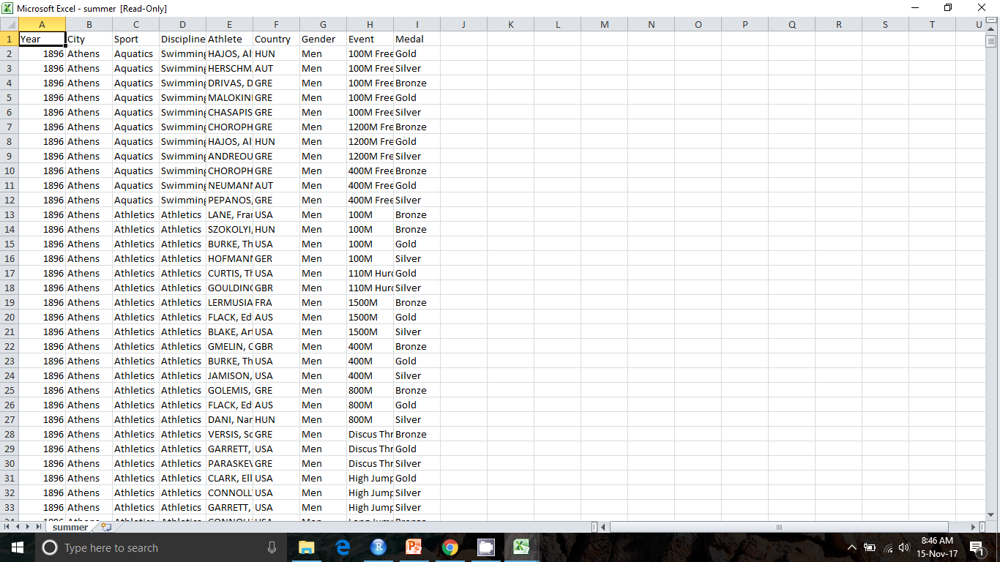 Microsoft Excel - summer [Read-Only]
A B C D E F G H I J K L M N O P Q R S T U
1 Year City Sport Discipline Athlete Country Gender Event Medal
2 1896 Athens Aquatics Swimming HAJOS, Al HUN Men 100M Free Gold
3 1896 Athens Aquatics Swimming HERSCHM AUT Men 100M Free Silver
4 1896 Athens Aquatics Swimming DRIVAS, D GRE Men 100M Free Bronze
5 1896 Athens Aquatics Swimming MALOKINI GRE Men 100M Free Gold
6 1896 Athens Aquatics Swimming CHASAPIS GRE Men 100M Free Silver
7 1896 Athens Aquatics Swimming CHOROPH GRE Men 1200M Fre Bronze
8 1896 Athens Aquatics Swimming HAJOS, Al HUN Men 1200M Fre Gold
9 1896 Athens Aquatics Swimming ANDREOU GRE Men 1200M Fre Silver
10 1896 Athens Aquatics Swimming CHOROPH GRE Men 400M Free Bronze
11 1896 Athens Aquatics Swimming NEUMANN AUT Men 400M Free Gold
12 1896 Athens Aquatics Swimming PEPANOS, GRE Men 400M Free Silver
13 1896 Athens Athletics Athletics LANE, Fran USA Men 100M Bronze
14 1896 Athens Athletics Athletics SZOKOLYI, HUN Men 100M Bronze
15 1896 Athens Athletics Athletics BURKE, Th USA Men 100M Gold
16 1896 Athens Athletics Athletics HOFMANN GER Men 100M Silver
17 1896 Athens Athletics Athletics CURTIS, Th USA Men 110M Hurd Gold
18 1896 Athens Athletics Athletics GOULDING GBR Men 110M Hurd Silver
19 1896 Athens Athletics Athletics LERMUSIA FRA Men 1500M Bronze
20 1896 Athens Athletics Athletics FLACK, Ed AUS Men 1500M Gold
21 1896 Athens Athletics Athletics BLAKE, Art USA Men 1500M Silver
22 1896 Athens Athletics Athletics GMELIN, C GBR Men 400M Bronze
23 1896 Athens Athletics Athletics BURKE, Th USA Men 400M Gold
24 1896 Athens Athletics Athletics JAMISON, USA Men 400M Silver
25 1896 Athens Athletics Athletics GOLEMIS, GRE Men 800M Bronze
26 1896 Athens Athletics Athletics FLACK, Ed AUS Men 800M Gold
27 1896 Athens Athletics Athletics DANI, Nan HUN Men 800M Silver
28 1896 Athens Athletics Athletics VERSIS, So GRE Men Discus Thr Bronze
29 1896 Athens Athletics Athletics GARRETT, USA Men Discus Thr Gold
30 1896 Athens Athletics Athletics PARASKEV GRE Men Discus Thr Silver
31 1896 Athens Athletics Athletics CLARK, Ell USA Men High Jump Gold
32 1896 Athens Athletics Athletics CONNOLL USA Men High Jump Silver
33 1896 Athens Athletics Athletics GARRETT, USA Men High Jump Silver
summer
Type here to search
8:46 AM
15-Nov-17
1